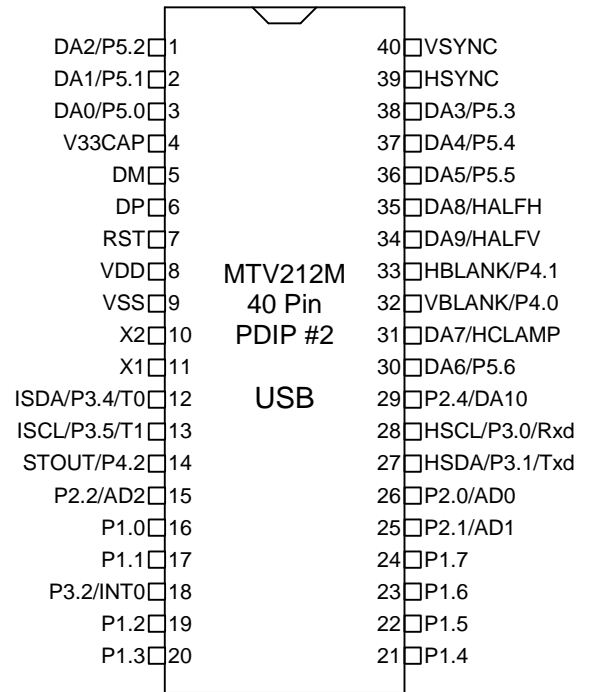 DA2/P5.2 1 40 VSYNC
DA1/P5.1 2 39 HSYNC
DA0/P5.0 3 38 DA3/P5.3
V33CAP 4 37 DA4/P5.4
DM 5 36 DA5/P5.5
DP 6 35 DA8/HALFH
RST 7 34 DA9/HALFV
VDD 8 MTV212M 33 HBLANK/P4.1
VSS 9 40 Pin 32 VBLANK/P4.0
X2 10 PDIP #2 31 DA7/HCLAMP
X1 11 30 DA6/P5.6
ISDA/P3.4/T0 12 USB 29 P2.4/DA10
ISCL/P3.5/T1 13 28 HSCL/P3.0/Rxd
STOUT/P4.2 14 27 HSDA/P3.1/Txd
P2.2/AD2 15 26 P2.0/AD0
P1.0 16 25 P2.1/AD1
P1.1 17 24 P1.7
P3.2/INT0 18 23 P1.6
P1.2 19 22 P1.5
P1.3 20 21 P1.4